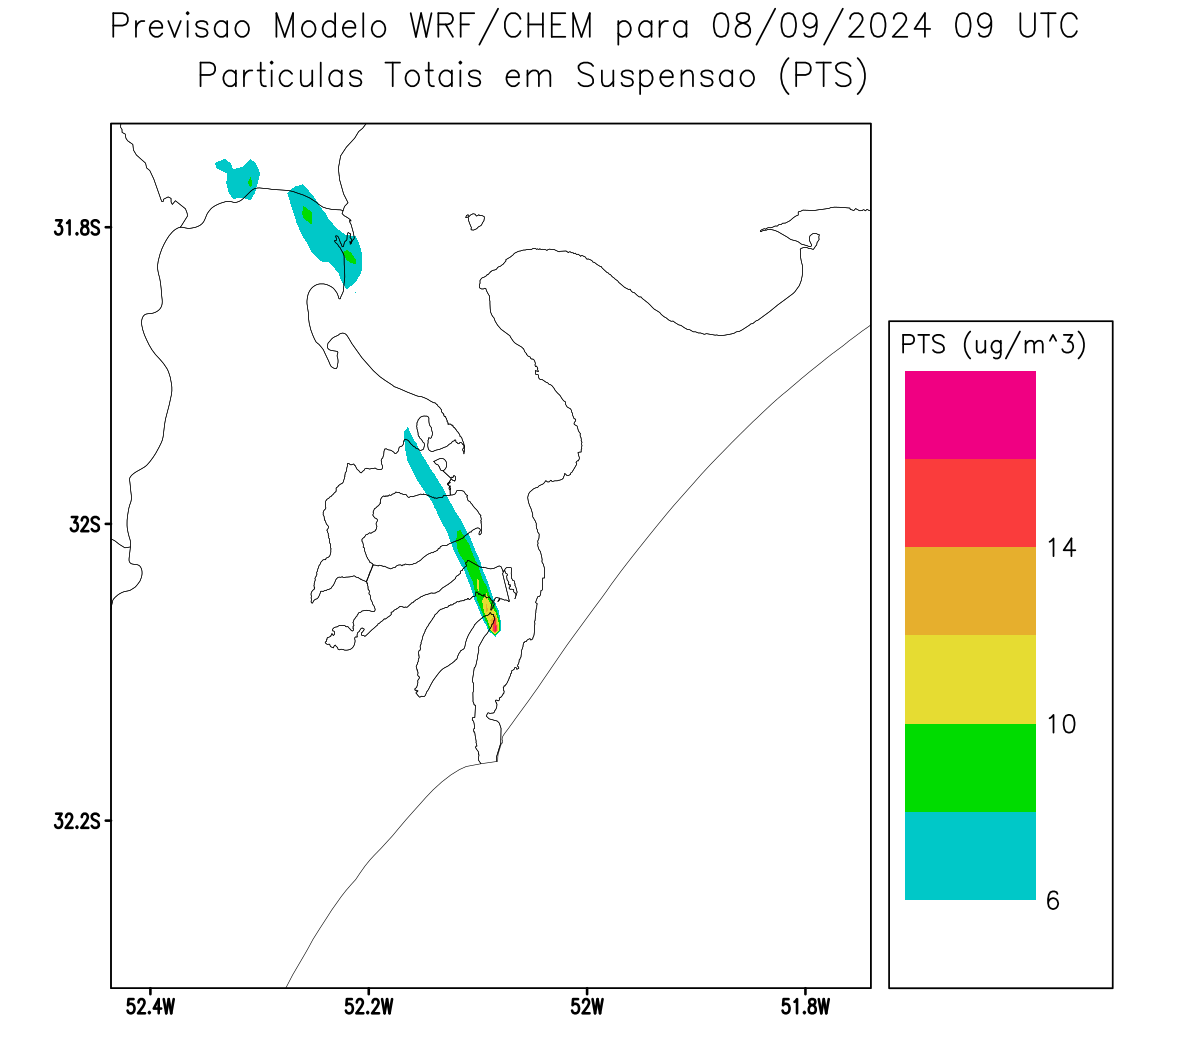 Previsao Modelo WRF/CHEM para 08/09/2024 09 UTC
Particulas Totais em Suspensao (PTS)
31.8S
32S
32.2S
52.4W
52.2W
52W
51.8W
PTS (ug/m^3)
14
10
6